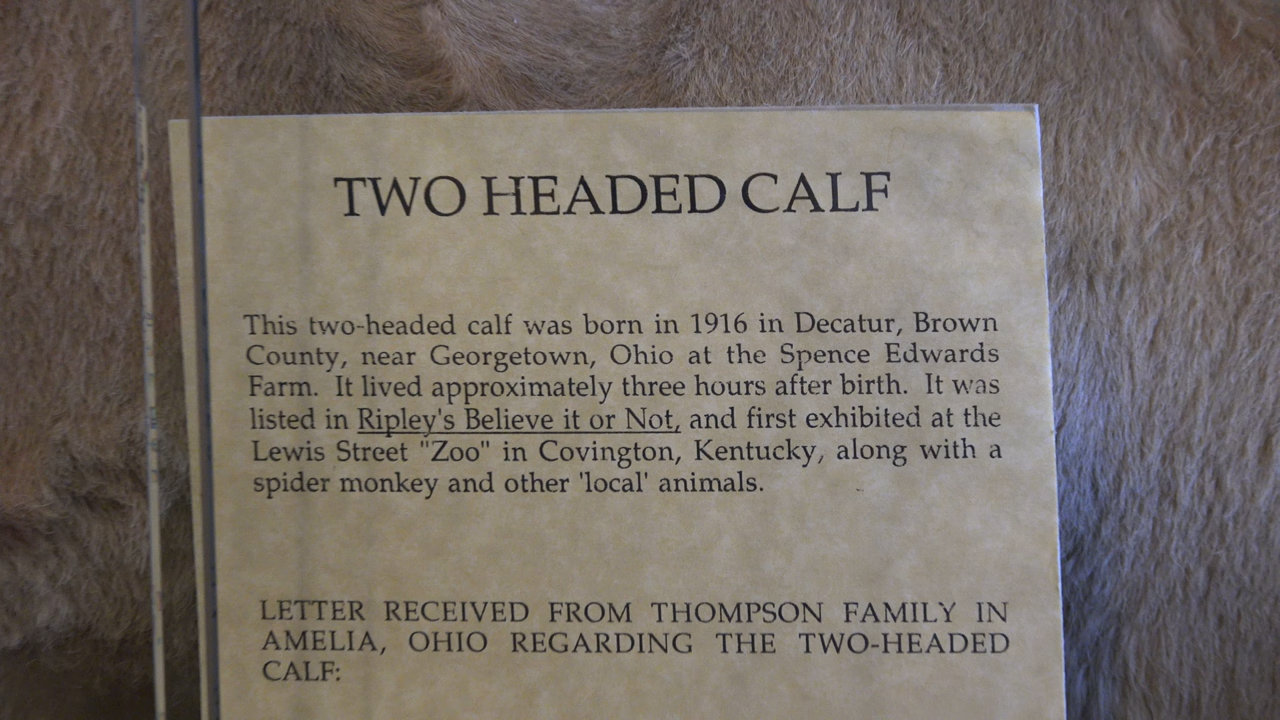 TWO HEADED CALF
This two-headed calf was born in 1916 in Decatur, Brown
County, near Georgetown, Ohio at the Spence Edwards
Farm. It lived approximately three hours after birth. It was
listed in Ripley's Believe it or Not, and first exhibited at the
Lewis Street "Zoo" in Covington, Kentucky, along with a
spider monkey and other 'local' animals.
LETTER RECEIVED FROM THOMPSON FAMILY IN
AMELIA, OHIO REGARDING THE TWO-HEADED
CALF: